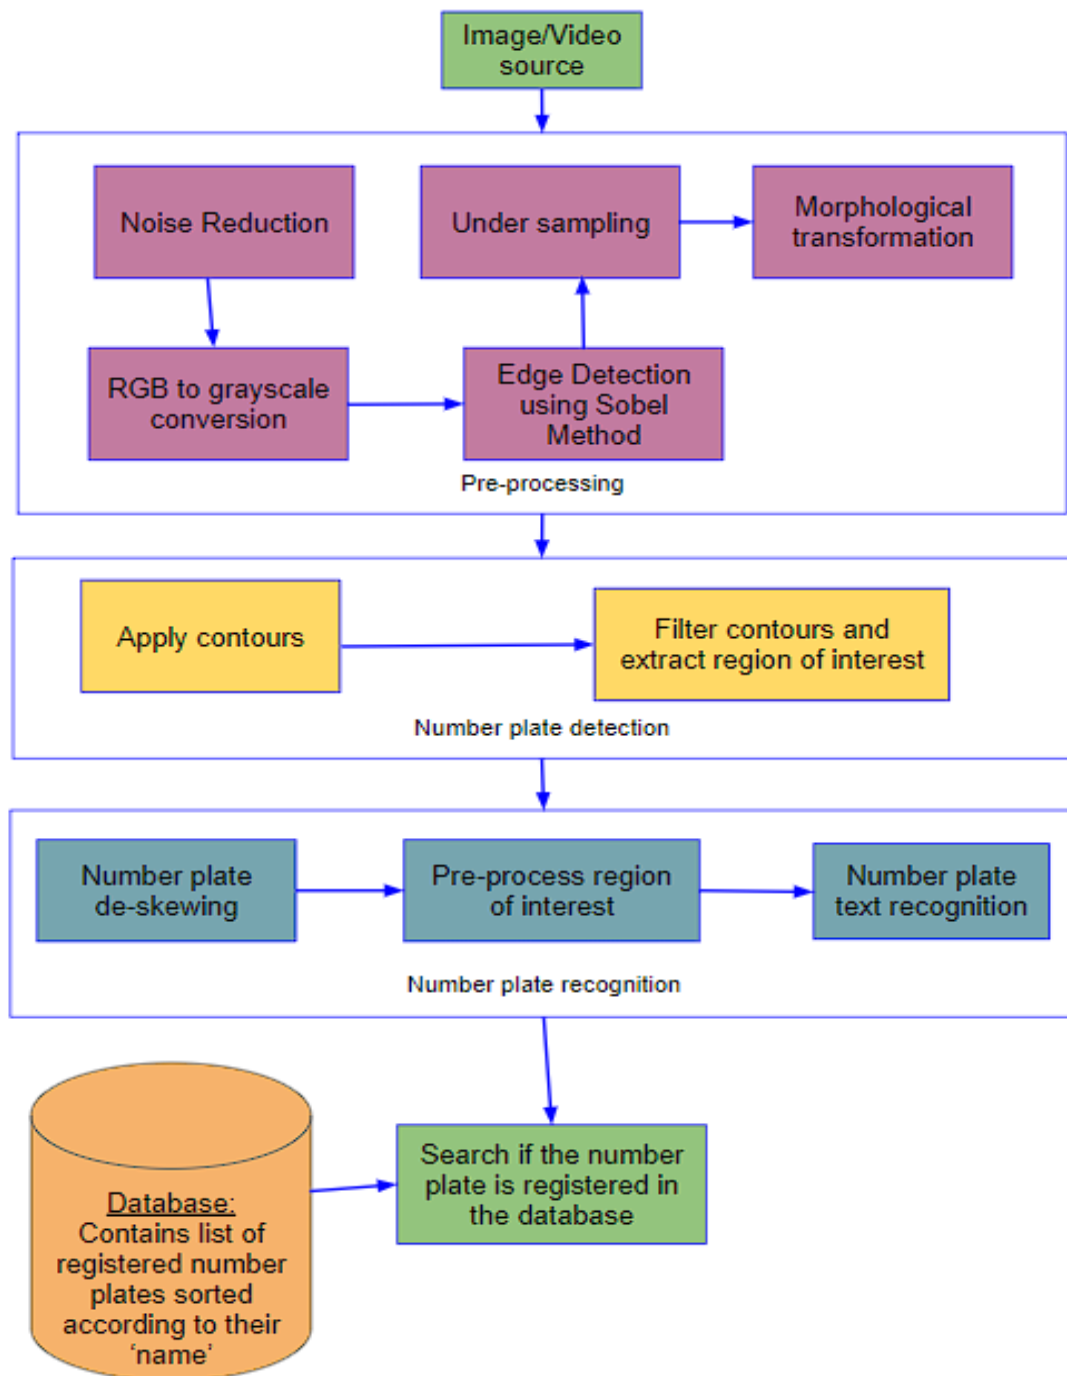 Image/Video
source
Noise Reduction
Under sampling
Morphological
transformation
RGB to grayscale
conversion
Edge Detection
using Sobel
Method
Pre-processing
Apply contours
Filter contours and
extract region of interest
Number plate detection
Number plate
de-skewing
Pre-process region
of interest
Number plate
text recognition
Number plate recognition
Search if the number
plate is registered in
the database
Database:
Contains list of
registered number
plates sorted
according to their
‘name’